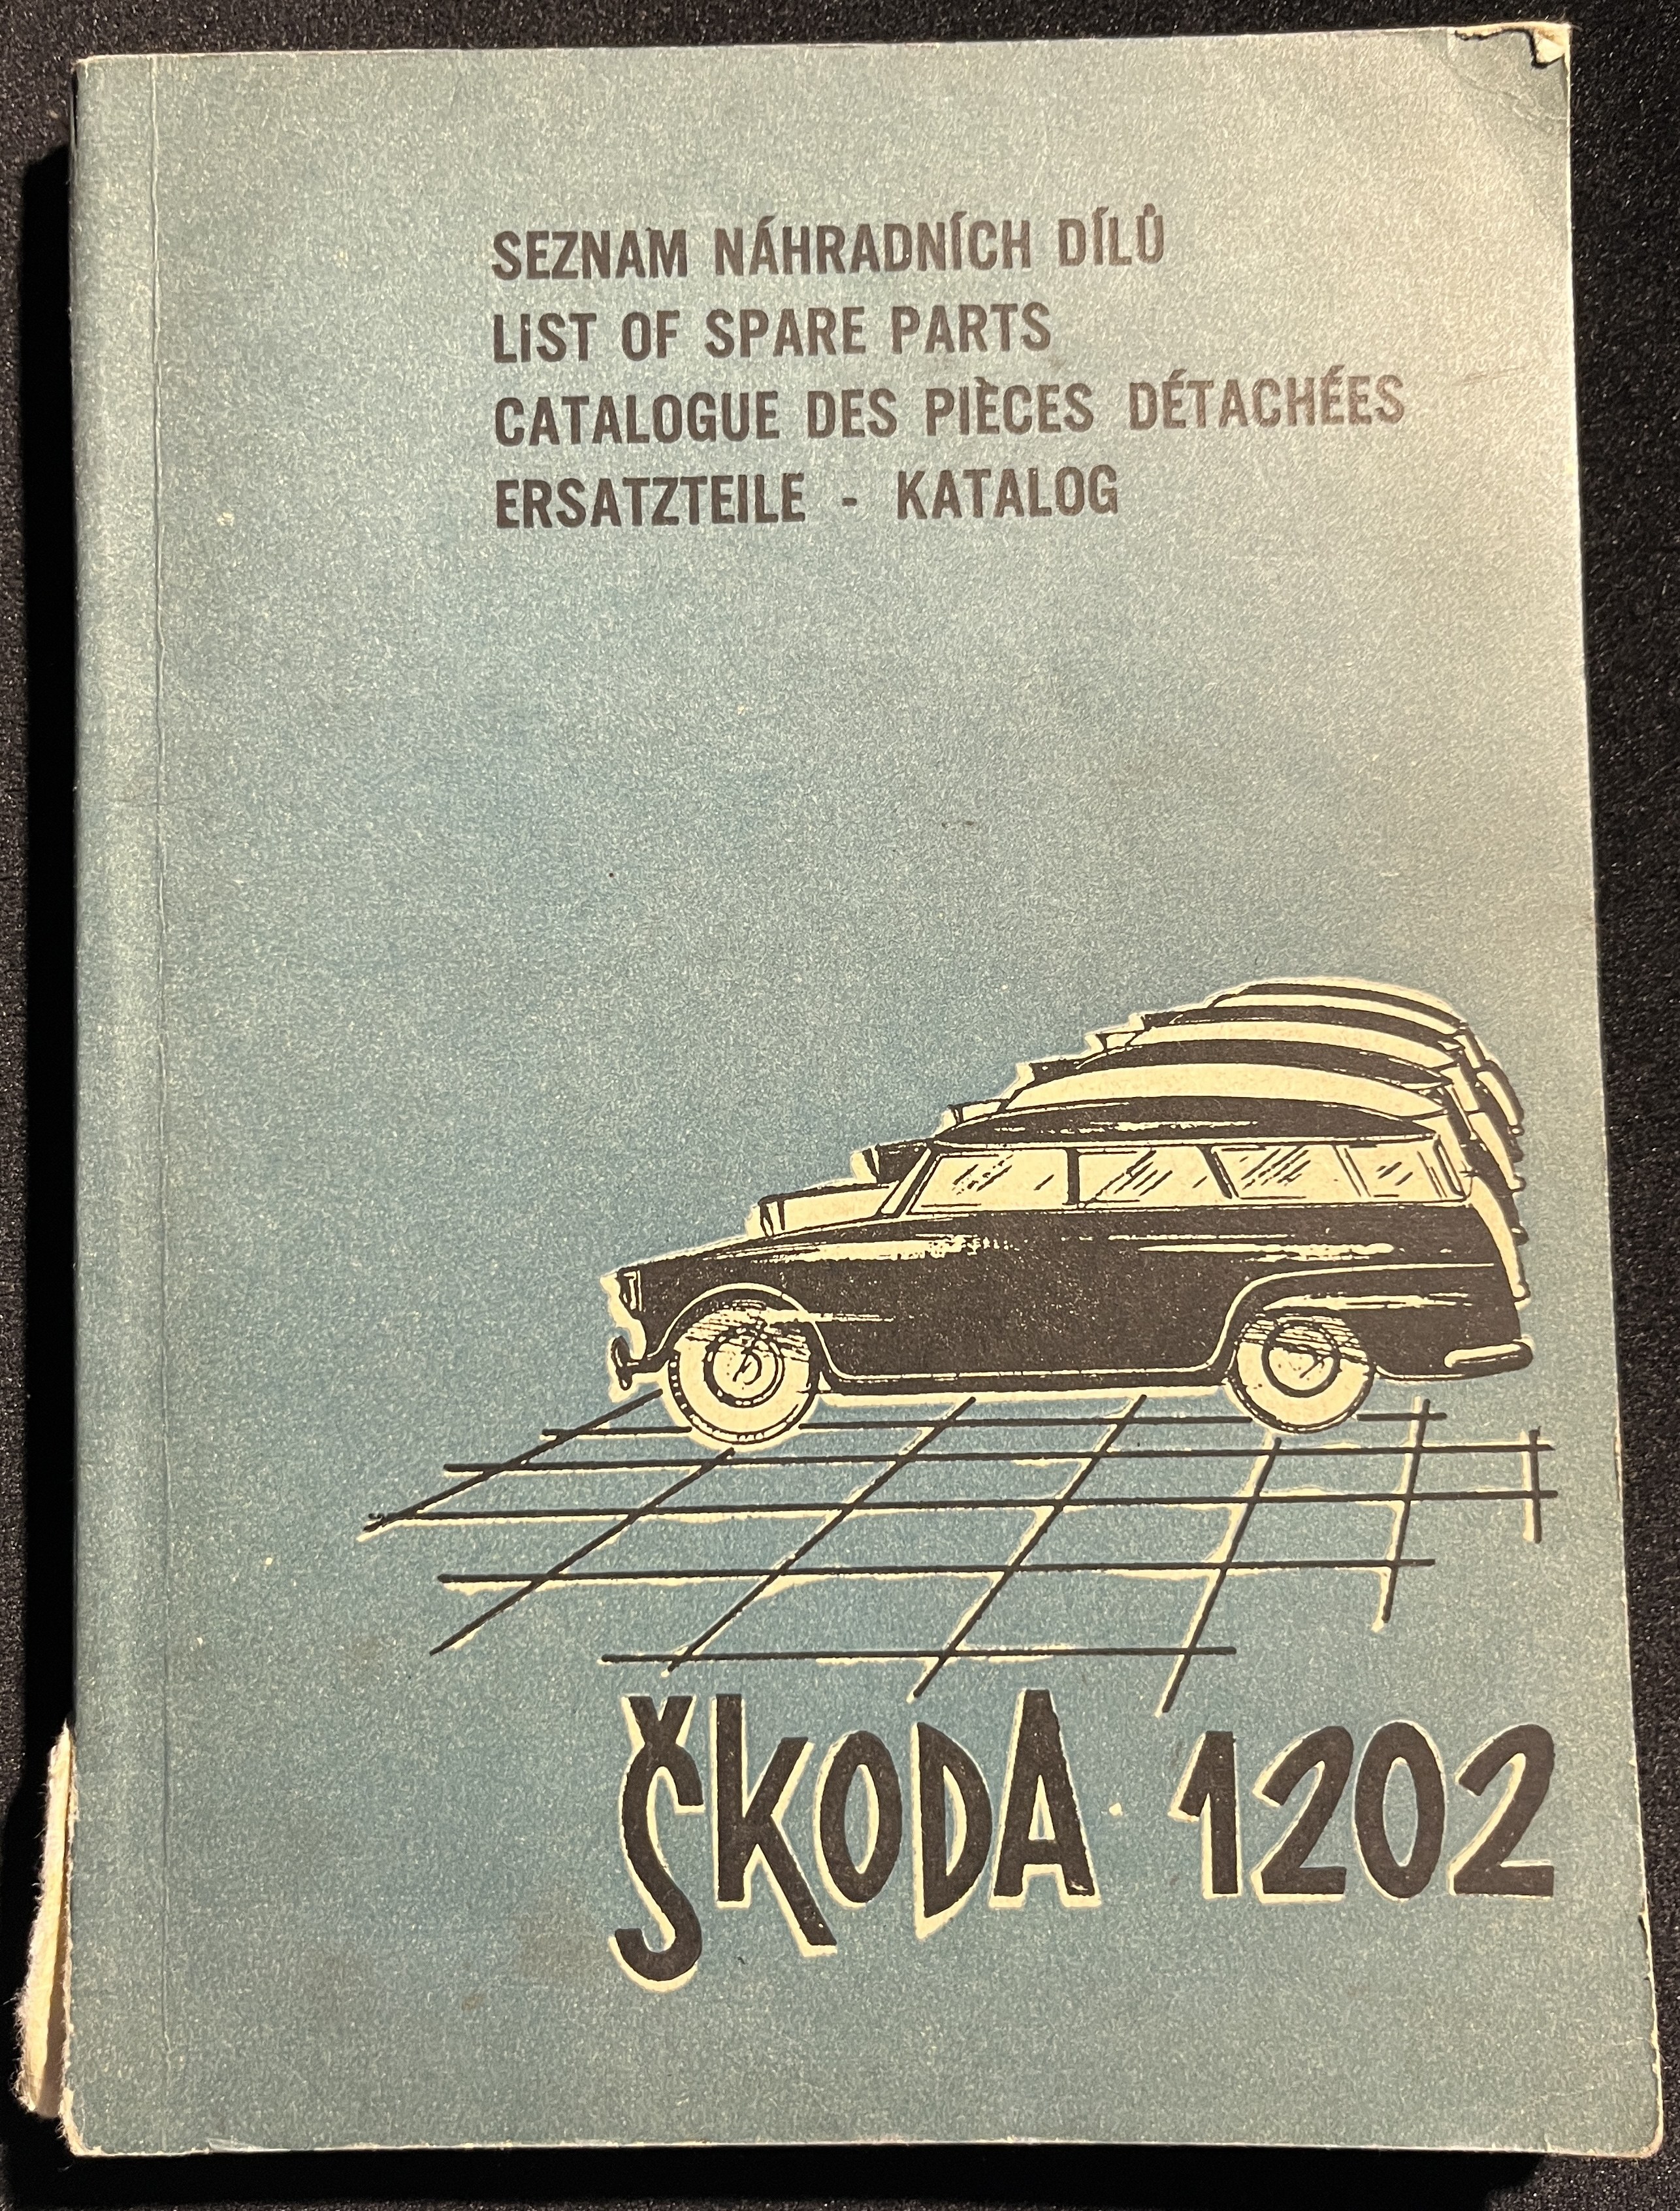 SEZNAM NÁHRADNÍCH DÍLŮ
LIST OF SPARE PARTS
CATALOGUE DES PIÈCES DÉTACHÉES
ERSATZTEILE - KATALOG
ŠKODA 1202